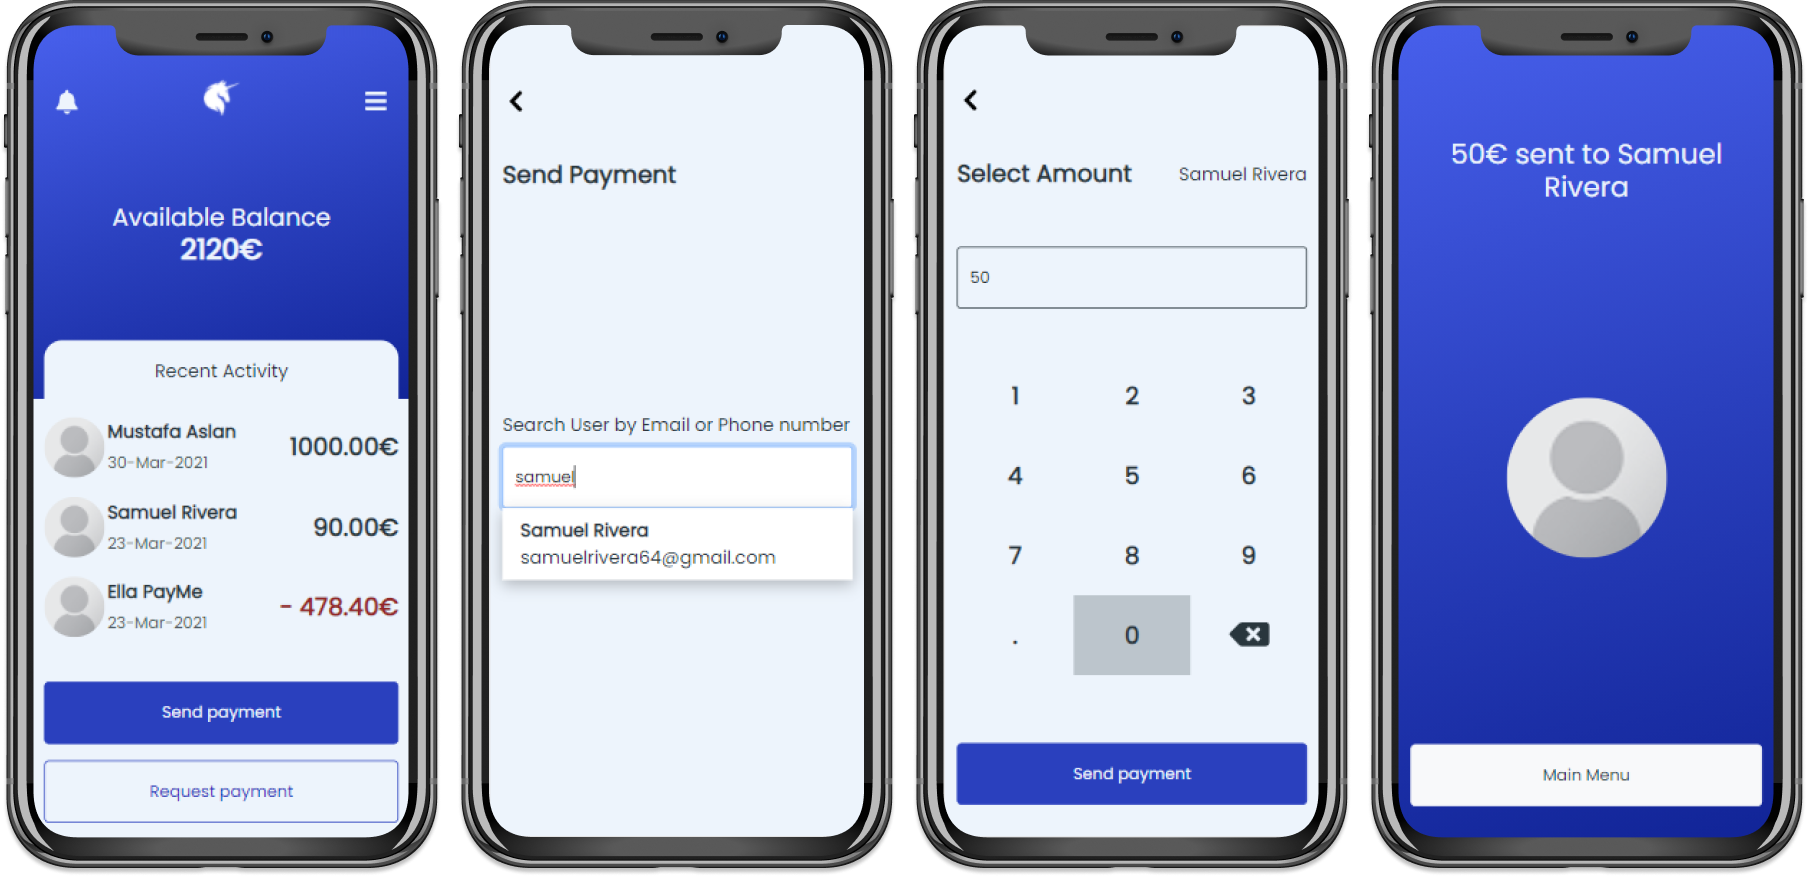 Available Balance
2120€
Recent Activity
Mustafa Aslan
30-Mar-2021
1000.00€
Samuel Rivera
23-Mar-2021
90.00€
Ella PayMe
23-Mar-2021
- 478.40€
Send payment
Request payment
Send Payment
Search User by Email or Phone number
samuel
Samuel Rivera
samuelrivera64@gmail.com
Select Amount
Samuel Rivera
50
1 2 3
4 5 6
7 8 9
. 0
Send payment
50€ sent to Samuel
Rivera
Main Menu